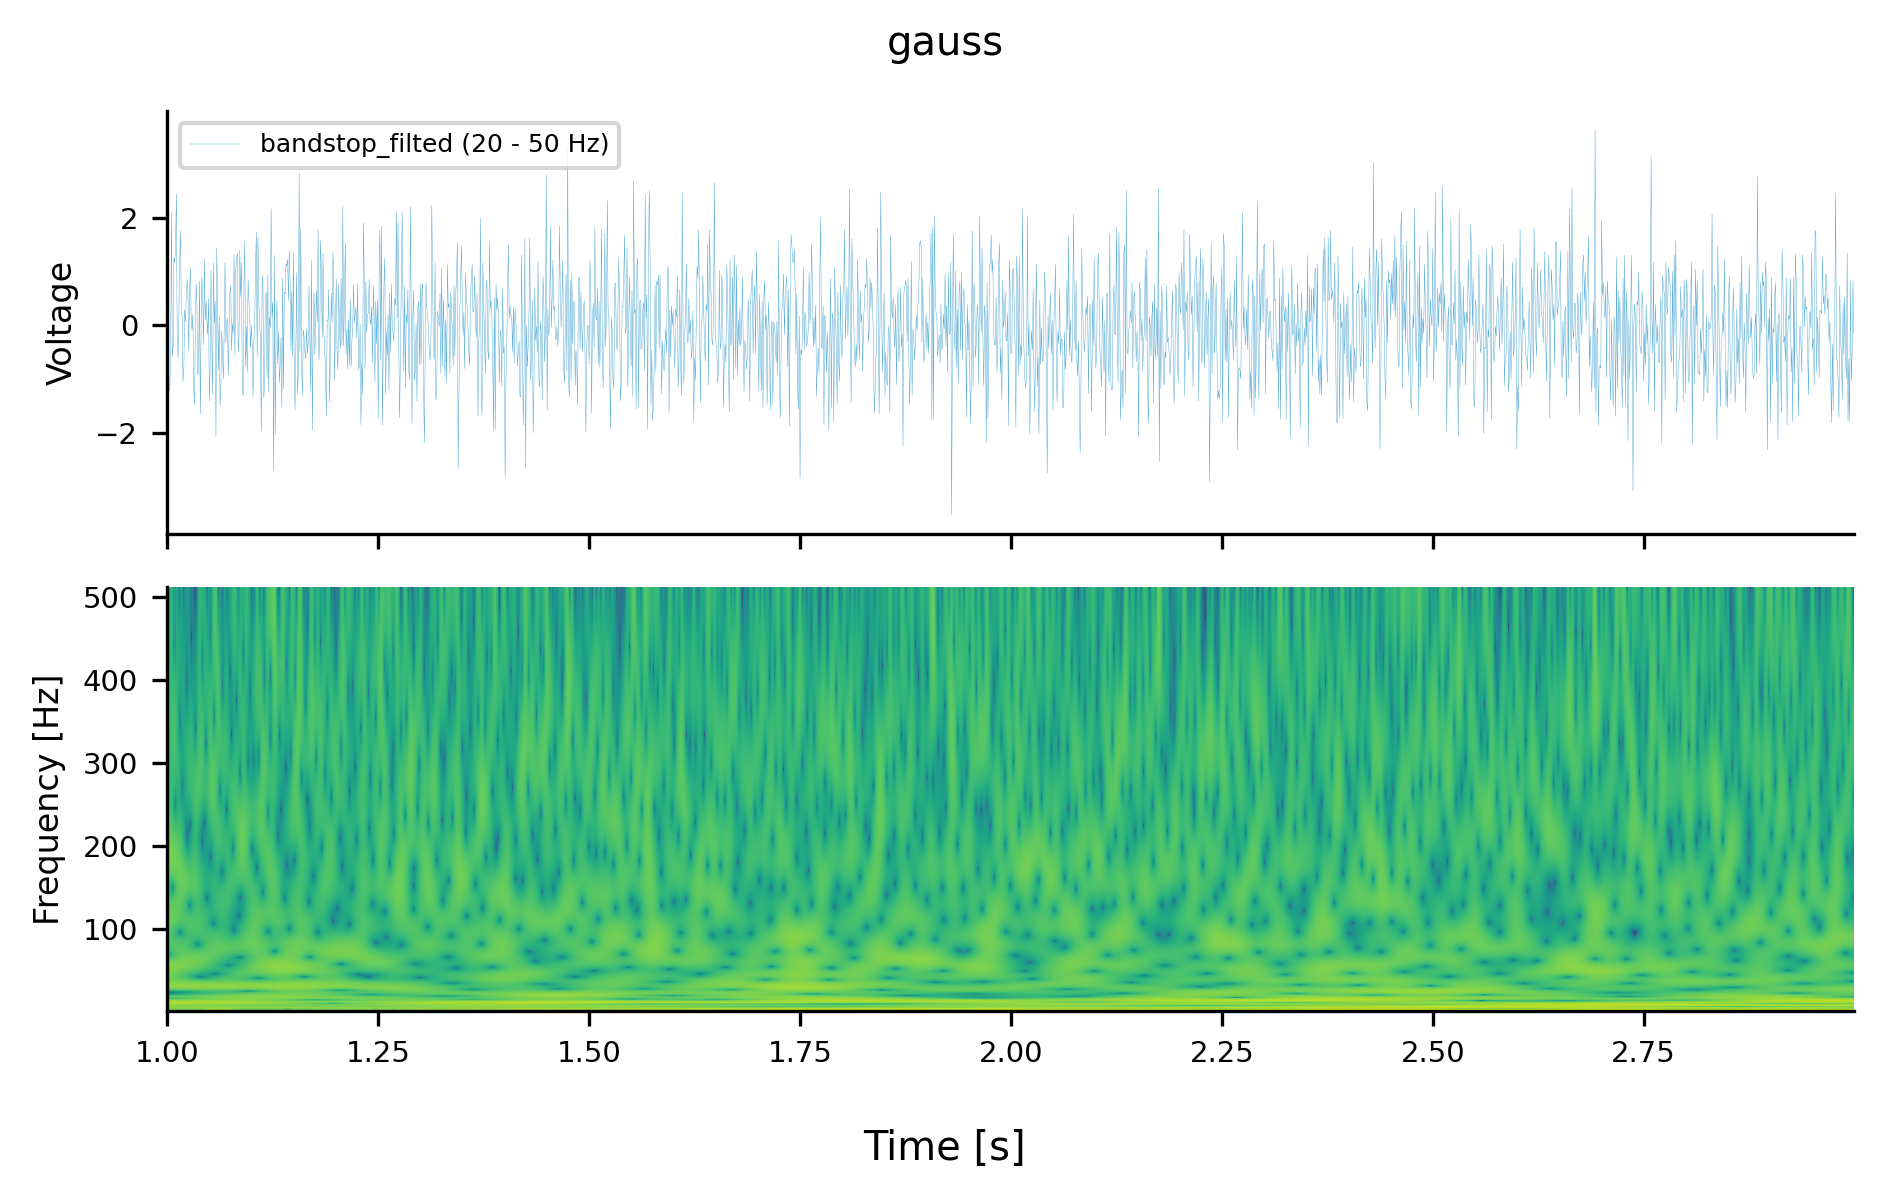 gauss
bandstop_filted (20 - 50 Hz)
Voltage
2
0
−2
Frequency [Hz]
500
400
300
200
100
1.00 1.25 1.50 1.75 2.00 2.25 2.50 2.75
Time [s]